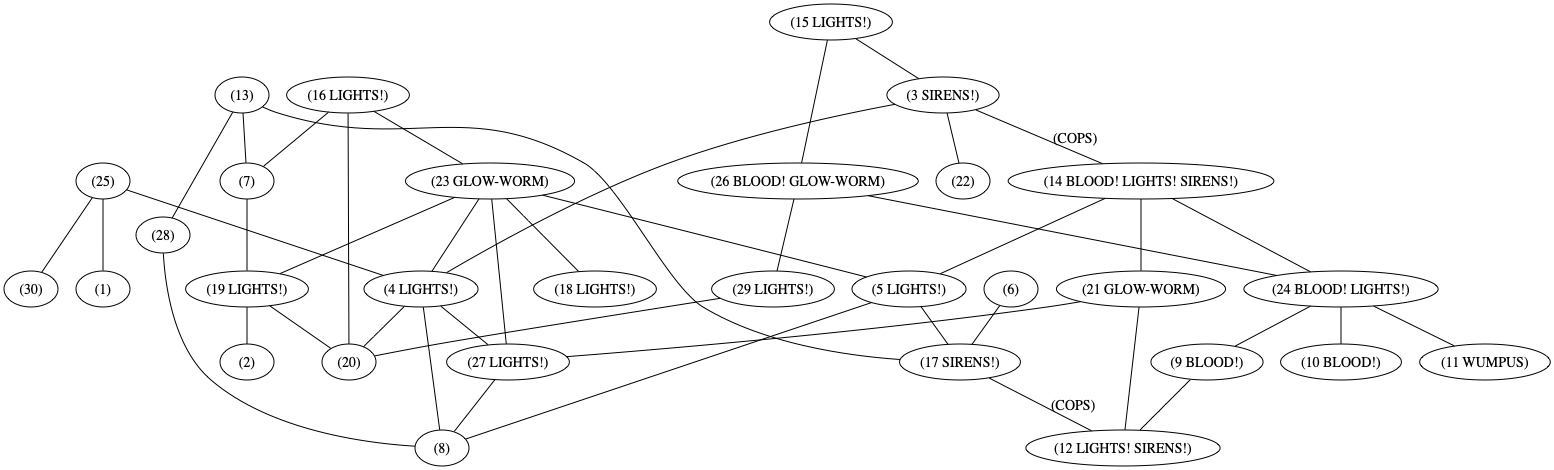 (15 LIGHTS!)
(13)
(16 LIGHTS!)
(3 SIRENS!)
(COPS)
(25)
(7)
(23 GLOW-WORM)
(26 BLOOD! GLOW-WORM)
(22)
(14 BLOOD! LIGHTS! SIRENS!)
(28)
(30)
(1)
(19 LIGHTS!)
(4 LIGHTS!)
(18 LIGHTS!)
(29 LIGHTS!)
(5 LIGHTS!)
(6)
(21 GLOW-WORM)
(24 BLOOD! LIGHTS!)
(2)
(20)
(27 LIGHTS!)
(17 SIRENS!)
(9 BLOOD!)
(10 BLOOD!)
(11 WUMPUS)
(COPS)
(8)
(12 LIGHTS! SIRENS!)